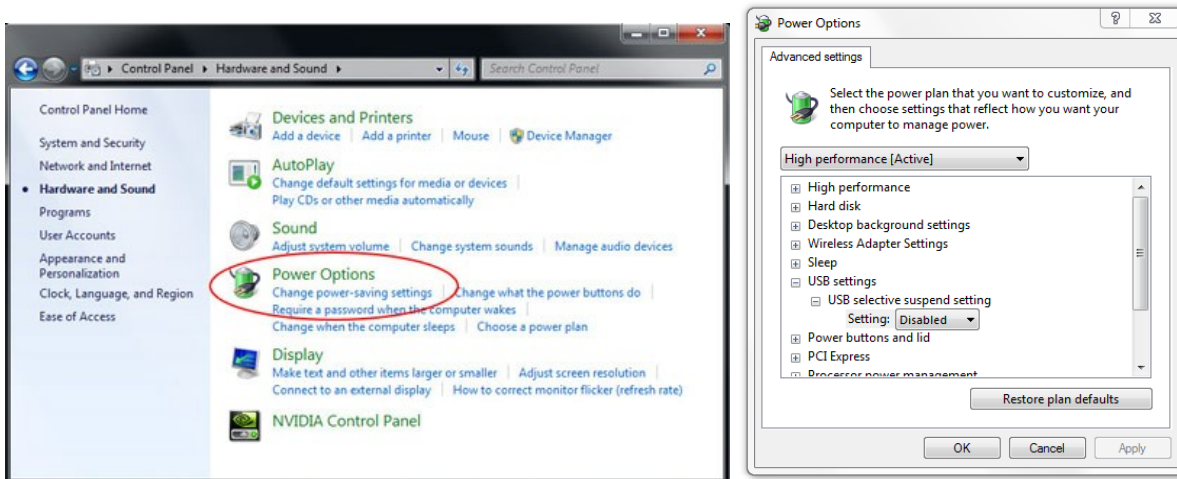 Control Panel Hardware and Sound
Search Control Panel
Control Panel Home
System and Security
Network and Internet
Hardware and Sound
Programs
User Accounts
Appearance and
Personalization
Clock, Language, and Region
Ease of Access
Devices and Printers
Add a device Add a printer Mouse Device Manager
AutoPlay
Change default settings for media or devices
Play CDs or other media automatically
Sound
Adjust system volume Change system sounds Manage audio devices
Power Options
Change power-saving settings Change what the power buttons do
Require a password when the computer wakes
Change when the computer sleeps Choose a power plan
Display
Make text and other items larger or smaller Adjust screen resolution
Connect to an external display How to correct monitor flicker (refresh rate)
NVIDIA Control Panel
Power Options
Advanced settings
Select the power plan that you want to customize, and
then choose settings that reflect how you want your
computer to manage power.
High performance [Active]
High performance
Hard disk
Desktop background settings
Wireless Adapter Settings
Sleep
USB settings
USB selective suspend setting
Setting: Disabled
Power buttons and lid
PCI Express
Processor power management
Restore plan defaults
OK Cancel Apply